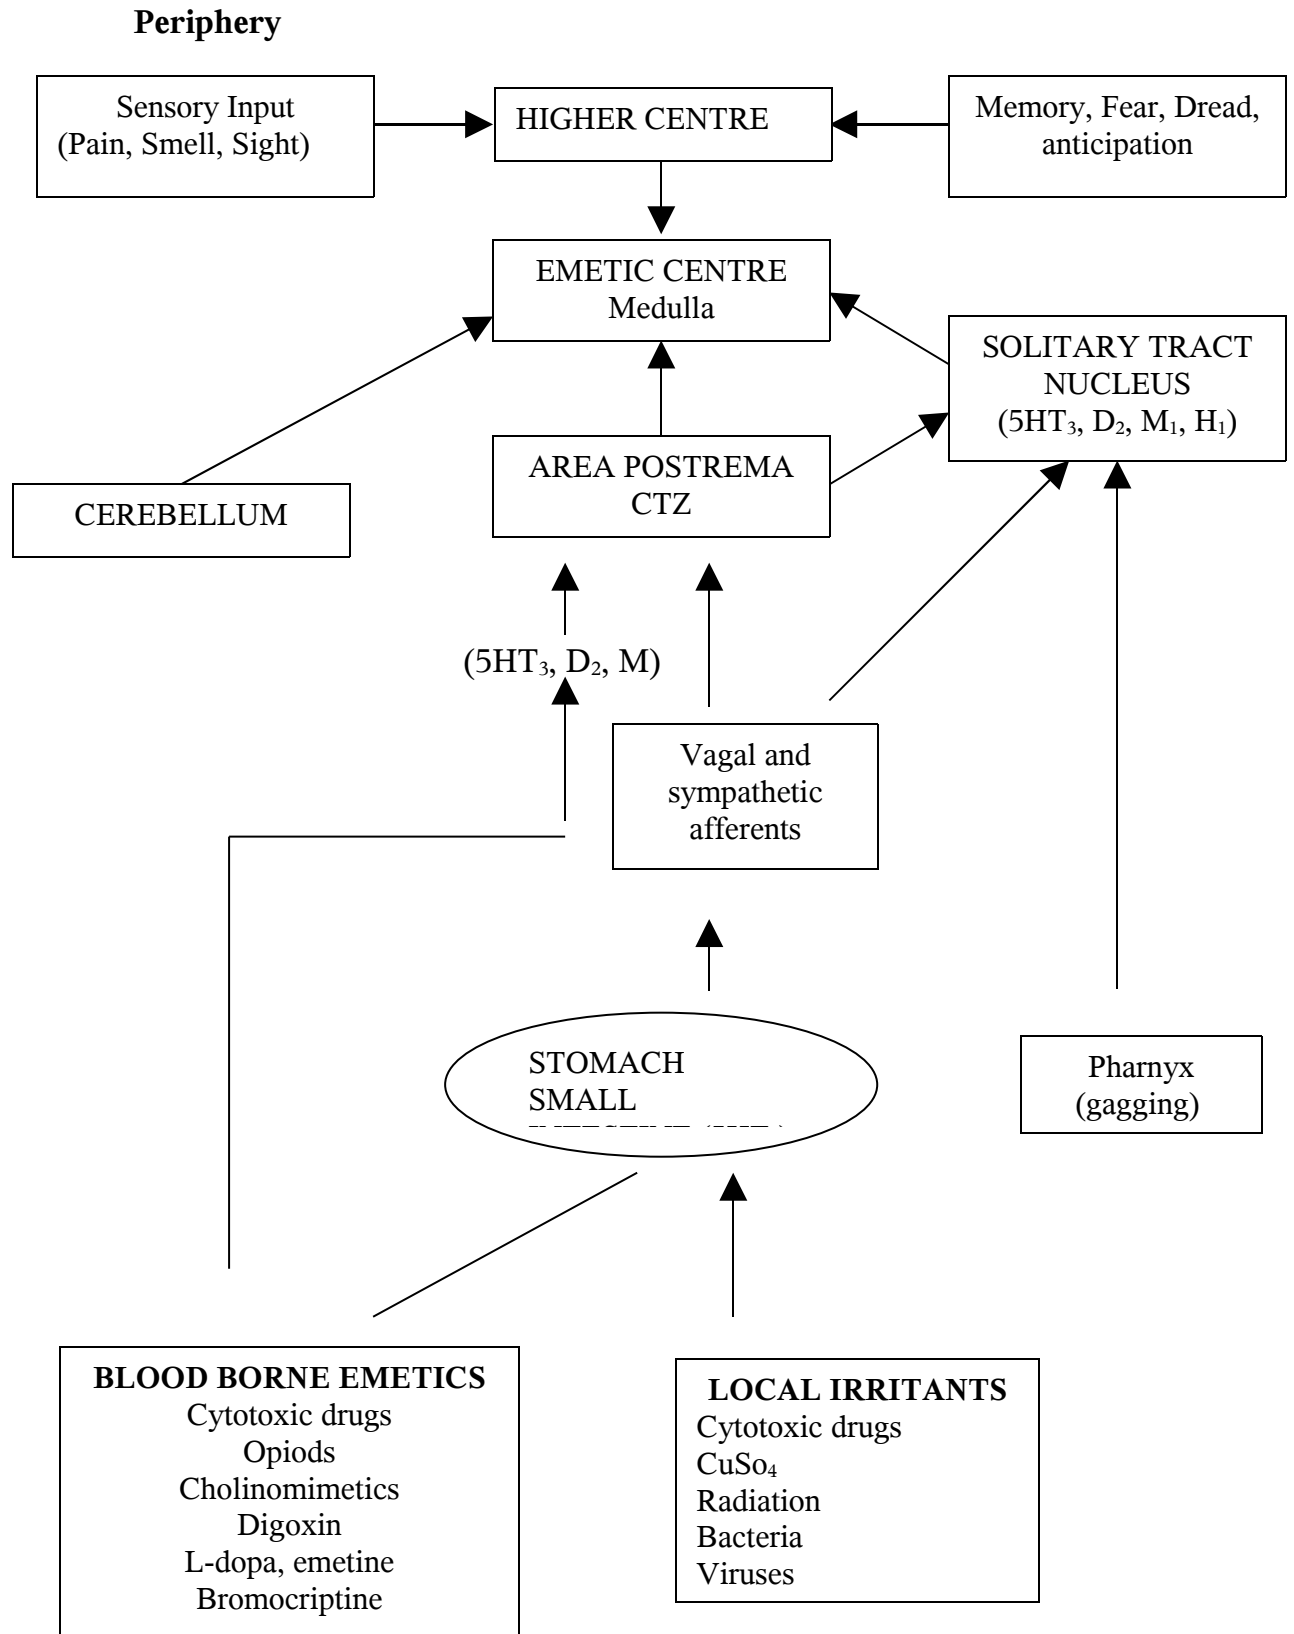 Periphery
Sensory Input
(Pain, Smell, Sight)
HIGHER CENTRE
Memory, Fear, Dread,
anticipation
EMETIC CENTRE
Medulla
SOLITARY TRACT
NUCLEUS
(5HT₃, D₂, M₁, H₁)
AREA POSTREMA
CTZ
CEREBELLUM
(5HT₃, D₂, M)
Vagal and
sympathetic
afferents
STOMACH
SMALL
Pharnyx
(gagging)
BLOOD BORNE EMETICS
Cytotoxic drugs
Opiods
Cholinomimetics
Digoxin
L-dopa, emetine
Bromocriptine
LOCAL IRRITANTS
Cytotoxic drugs
CuSo₄
Radiation
Bacteria
Viruses